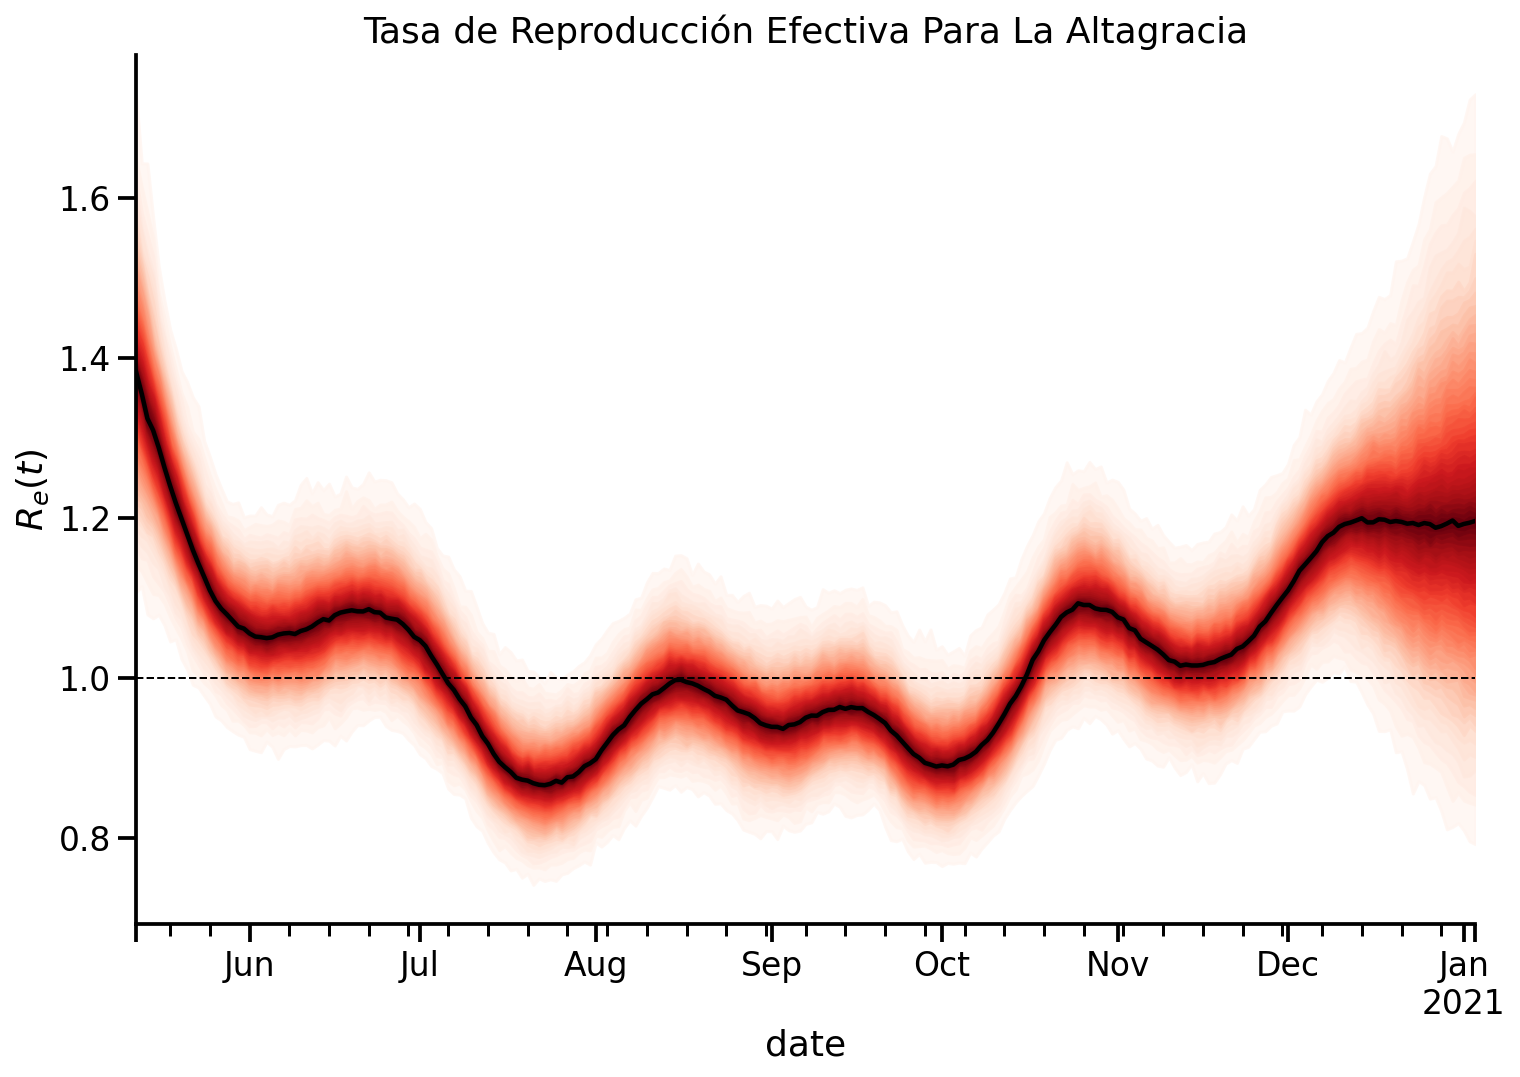 Tasa de Reproducción Efectiva Para La Altagracia
1.6
1.4
1.2
1.0
0.8
Re(t)
Jun Jul Aug Sep Oct Nov Dec Jan
2021
date